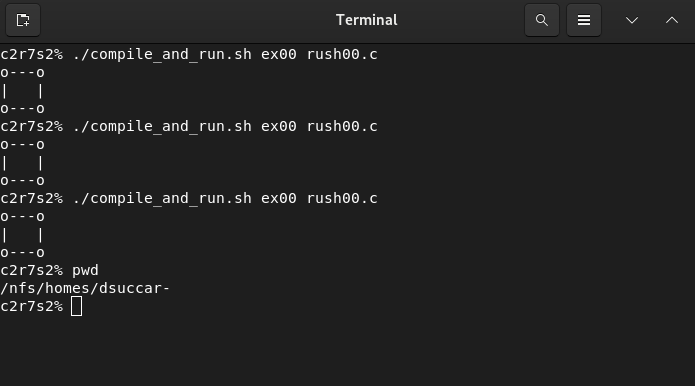 Terminal
c2r7s2% ./compile_and_run.sh ex00 rush00.c
o---o
|   |
o---o
c2r7s2% ./compile_and_run.sh ex00 rush00.c
o---o
|   |
o---o
c2r7s2% ./compile_and_run.sh ex00 rush00.c
o---o
|   |
o---o
c2r7s2% pwd
/nfs/homes/dsuccar-
c2r7s2%